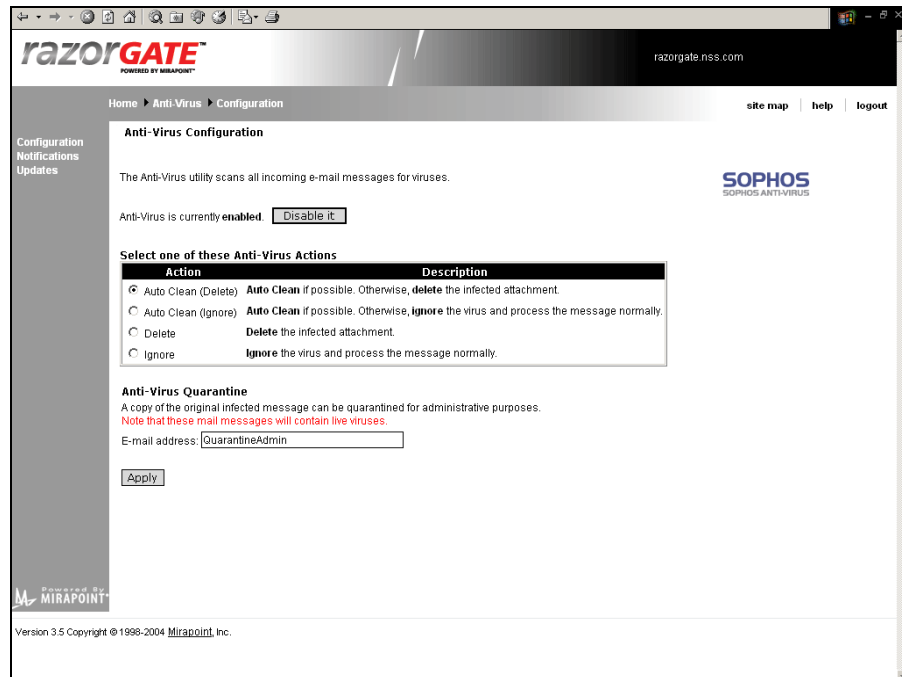 razorGATE™
POWERED BY MIRAPOINT™
razorgate.nss.com
Home Anti-Virus Configuration
site map help logout
Configuration
Notifications
Updates
Anti-Virus Configuration
The Anti-Virus utility scans all incoming e-mail messages for viruses.
SOPHOS
SOPHOS ANTI-VIRUS
Anti-Virus is currently enabled. Disable it
Select one of these Anti-Virus Actions
Action Description
Auto Clean (Delete) Auto Clean if possible. Otherwise, delete the infected attachment.
Auto Clean (Ignore) Auto Clean if possible. Otherwise, ignore the virus and process the message normally.
Delete Delete the infected attachment.
Ignore Ignore the virus and process the message normally.
Anti-Virus Quarantine
A copy of the original infected message can be quarantined for administrative purposes.
Note that these mail messages will contain live viruses.
E-mail address: QuarantineAdmin
Apply
Powered By
MIRAPOINT
Version 3.5 Copyright © 1998-2004 Mirapoint, Inc.